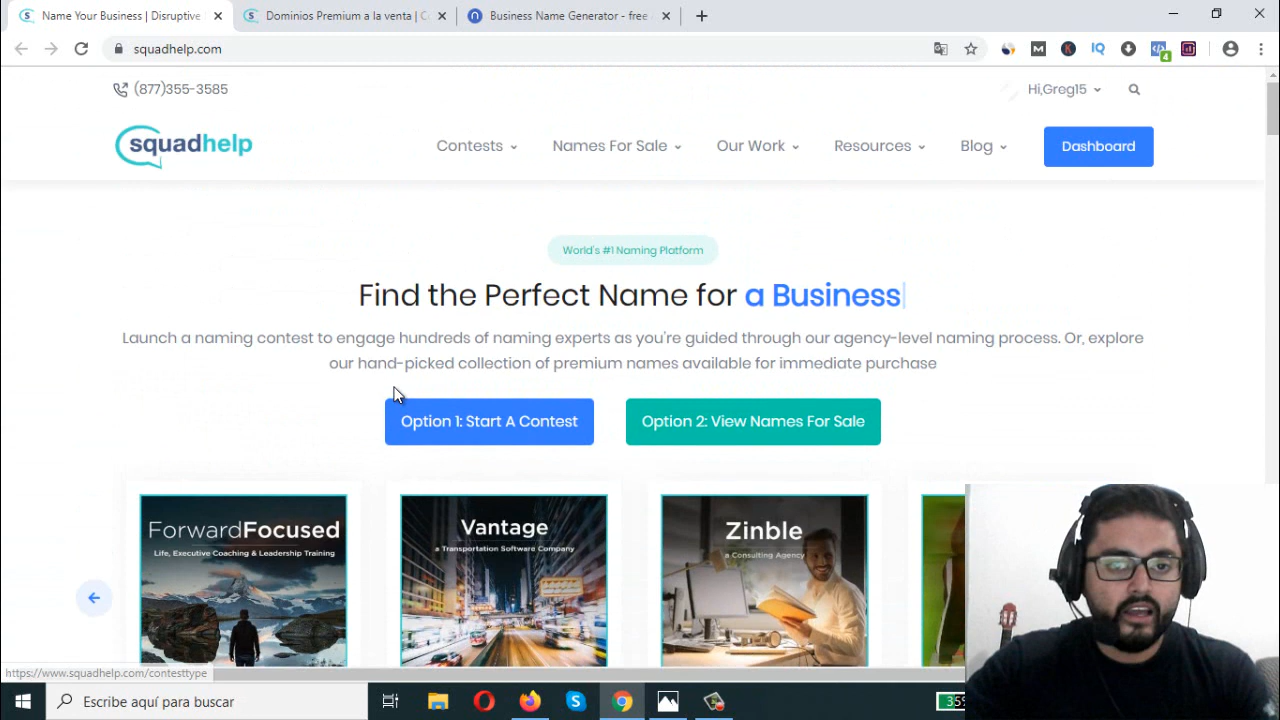 Name Your Business | Disruptive
Dominios Premium a la venta | C
Business Name Generator - free
squadhelp.com
4
(877)355-3585
Hi,Greg15
squadhelp
Contests
Names For Sale
Our Work
Resources
Blog
Dashboard
World's #1 Naming Platform
Find the Perfect Name for a Business
Launch a naming contest to engage hundreds of naming experts as you're guided through our agency-level naming process. Or, explore
our hand-picked collection of premium names available for immediate purchase
Option 1: Start A Contest
Option 2: View Names For Sale
ForwardFocused
Life, Executive Coaching & Leadership Training
Vantage
a Transportation Software Company
Zinble
a Consulting Agency
https://www.squadhelp.com/contesttype
Escribe aquí para buscar